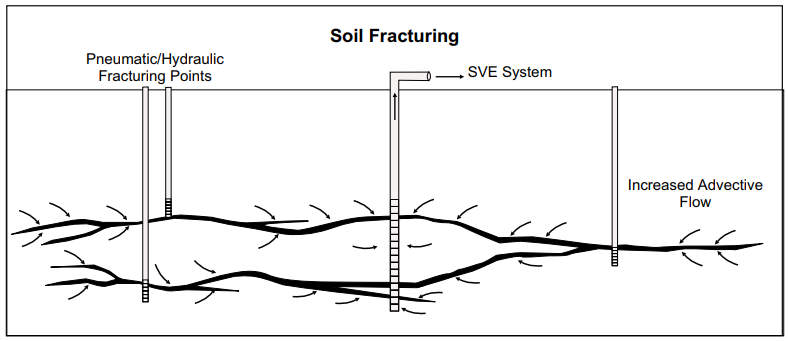 Soil Fracturing
Pneumatic/Hydraulic
Fracturing Points
SVE System
Increased Advective
Flow